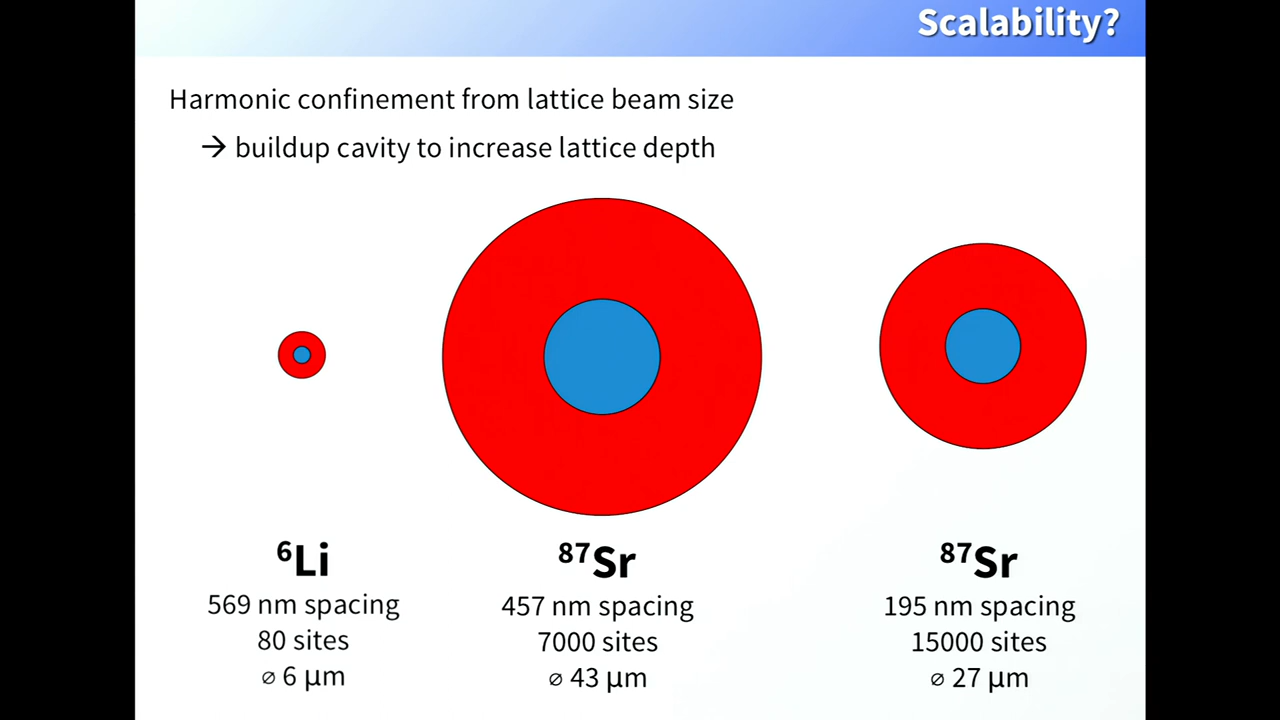 Scalability?
Harmonic confinement from lattice beam size
→ buildup cavity to increase lattice depth
⁶Li
569 nm spacing
80 sites
⌀ 6 µm
⁸⁷Sr
457 nm spacing
7000 sites
⌀ 43 µm
⁸⁷Sr
195 nm spacing
15000 sites
⌀ 27 µm